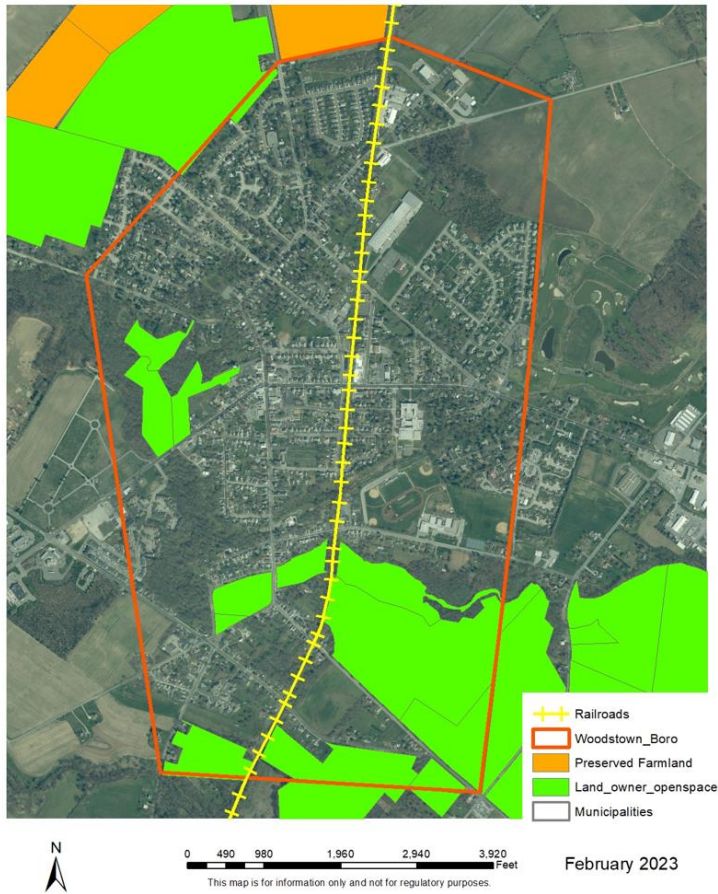 Railroads
Woodstown_Boro
Preserved Farmland
Land_owner_openspace
Municipalities
N
0 490 980 1,960 2,940 3,920
Feet
February 2023
This map is for information only and not for regulatory purposes.